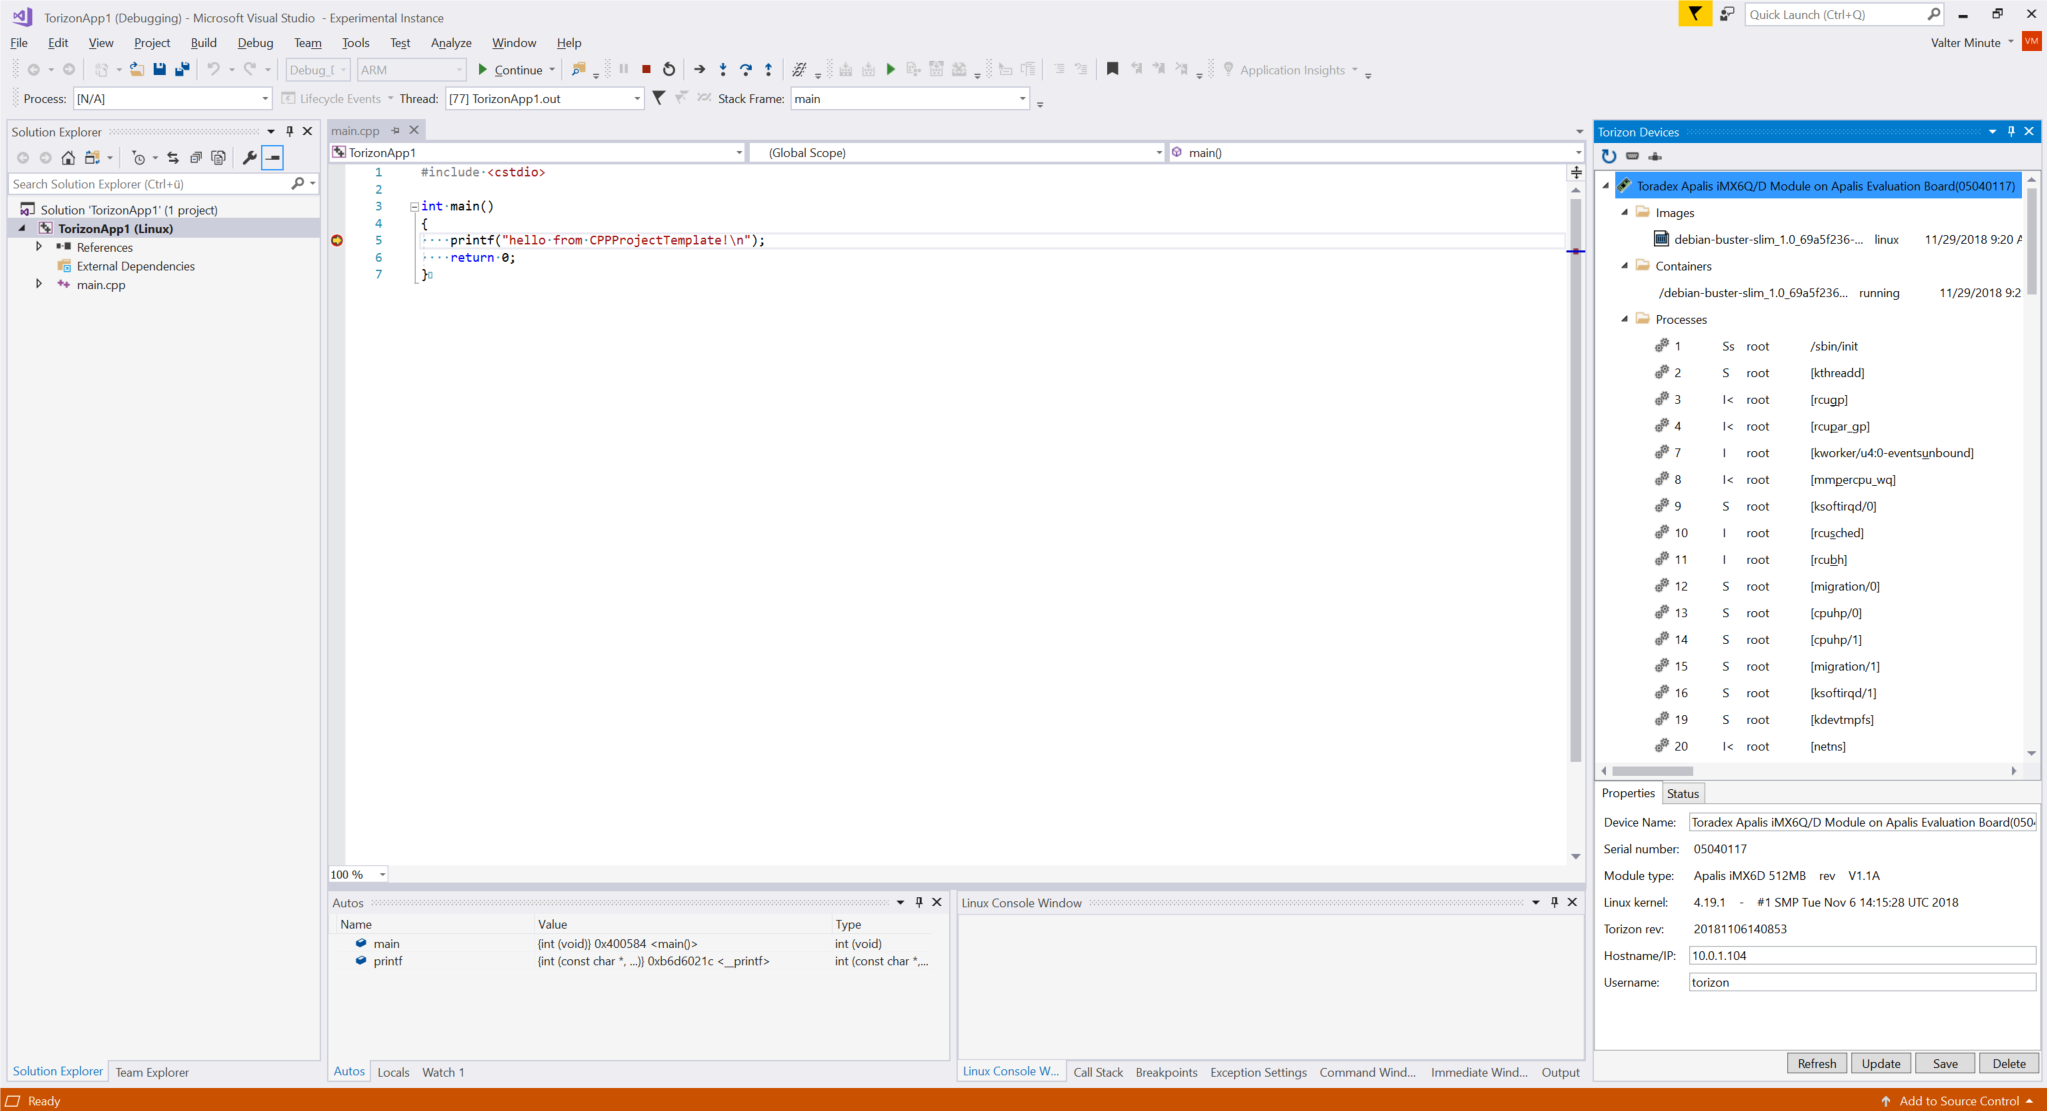 TorizonApp1 (Debugging) - Microsoft Visual Studio - Experimental Instance
Quick Launch (Ctrl+Q)
File Edit View Project Build Debug Team Tools Test Analyze Window Help
Valter Minute VM
Debug_[ ARM Continue Application Insights
Process: [N/A] Lifecycle Events Thread: [77] TorizonApp1.out Stack Frame: main
Solution Explorer
Search Solution Explorer (Ctrl+ü)
Solution 'TorizonApp1' (1 project)
TorizonApp1 (Linux)
References
External Dependencies
main.cpp
Solution Explorer Team Explorer
main.cpp
TorizonApp1 (Global Scope) main()
1 #include <cstdio>
2
3 int main()
4 {
5 printf("hello from CPPProjectTemplate!\n");
6 return 0;
7 }
100 %
Autos
Name Value Type
main {int (void)} 0x400584 <main()> int (void)
printf {int (const char *, ...)} 0xb6d6021c <__printf> int (const char *,...
Autos Locals Watch 1
Linux Console Window
Linux Console W... Call Stack Breakpoints Exception Settings Command Wind... Immediate Wind... Output
Torizon Devices
Toradex Apalis iMX6Q/D Module on Apalis Evaluation Board(05040117)
Images
debian-buster-slim_1.0_69a5f236-... linux 11/29/2018 9:20 A
Containers
/debian-buster-slim_1.0_69a5f236... running 11/29/2018 9:2
Processes
1 Ss root /sbin/init
2 S root [kthreadd]
3 I< root [rcugp]
4 I< root [rcupar_gp]
7 I root [kworker/u4:0-eventsunbound]
8 I< root [mmpercpu_wq]
9 S root [ksoftirqd/0]
10 I root [rcusched]
11 I root [rcubh]
12 S root [migration/0]
13 S root [cpuhp/0]
14 S root [cpuhp/1]
15 S root [migration/1]
16 S root [ksoftirqd/1]
19 S root [kdevtmpfs]
20 I< root [netns]
Properties Status
Device Name: Toradex Apalis iMX6Q/D Module on Apalis Evaluation Board(050
Serial number: 05040117
Module type: Apalis iMX6D 512MB rev V1.1A
Linux kernel: 4.19.1 - #1 SMP Tue Nov 6 14:15:28 UTC 2018
Torizon rev: 20181106140853
Hostname/IP: 10.0.1.104
Username: torizon
Refresh Update Save Delete
Ready Add to Source Control